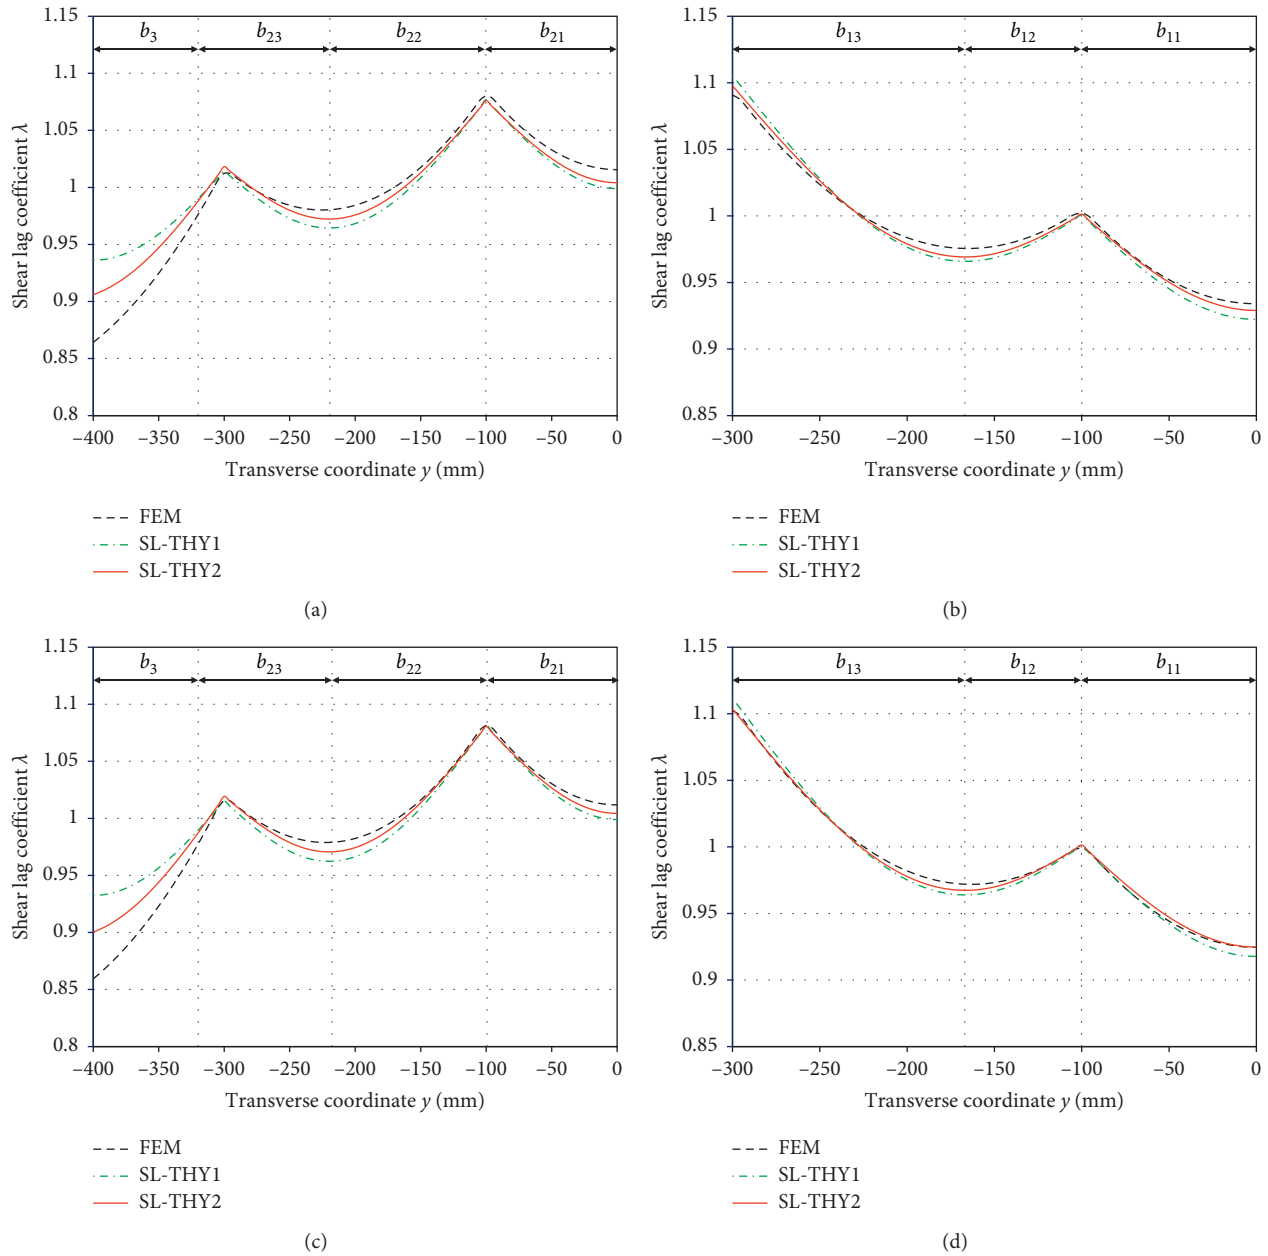 1.15
1.1
1.05
1
0.95
0.9
0.85
0.8
Shear lag coefficient λ
b3 b23 b22 b21
–400 –350 –300 –250 –200 –150 –100 –50 0
Transverse coordinate y (mm)
FEM
SL-THY1
SL-THY2
(a)
1.15
1.1
1.05
1
0.95
0.9
0.85
Shear lag coefficient λ
b13 b12 b11
–300 –250 –200 –150 –100 –50 0
Transverse coordinate y (mm)
FEM
SL-THY1
SL-THY2
(b)
1.15
1.1
1.05
1
0.95
0.9
0.85
0.8
Shear lag coefficient λ
b3 b23 b22 b21
–400 –350 –300 –250 –200 –150 –100 –50 0
Transverse coordinate y (mm)
FEM
SL-THY1
SL-THY2
(c)
1.15
1.1
1.05
1
0.95
0.9
0.85
Shear lag coefficient λ
b13 b12 b11
–300 –250 –200 –150 –100 –50 0
Transverse coordinate y (mm)
FEM
SL-THY1
SL-THY2
(d)